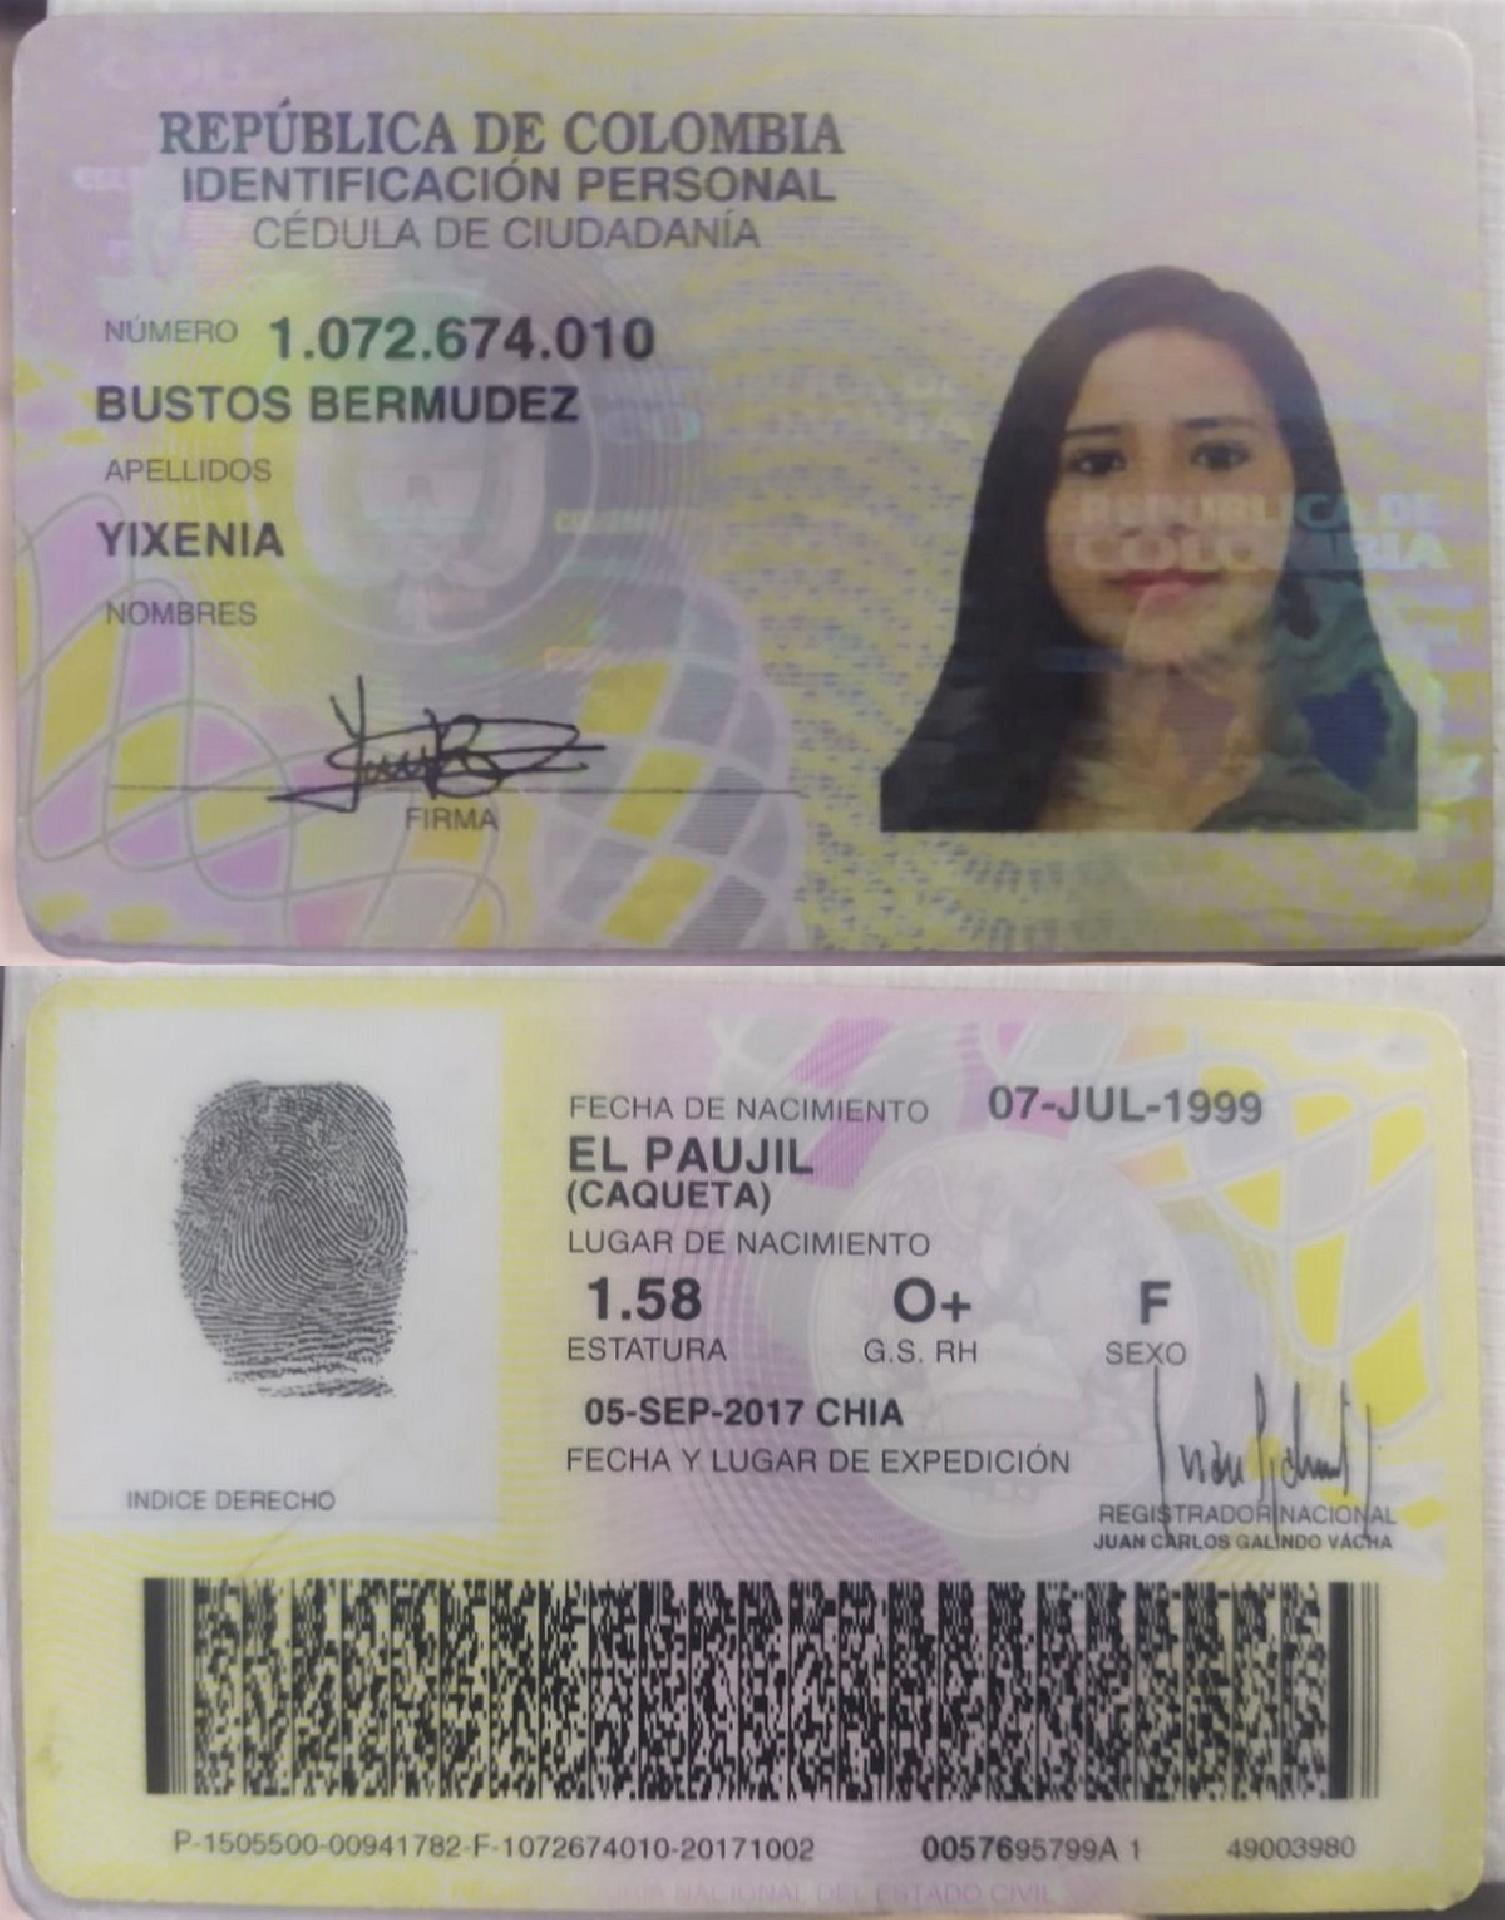 REPÚBLICA DE COLOMBIA
IDENTIFICACIÓN PERSONAL
CÉDULA DE CIUDADANÍA
NÚMERO 1.072.674.010
BUSTOS BERMUDEZ
APELLIDOS
YIXENIA
NOMBRES
REPÚBLICA DE
COLOMBIA
FIRMA
FECHA DE NACIMIENTO 07-JUL-1999
EL PAUJIL
(CAQUETA)
LUGAR DE NACIMIENTO
1.58 O+ F
ESTATURA G.S. RH SEXO
05-SEP-2017 CHIA
FECHA Y LUGAR DE EXPEDICIÓN
INDICE DERECHO
REGISTRADOR NACIONAL
JUAN CARLOS GALINDO VÁCHA
P-1505500-00941782-F-1072674010-20171002 0057695799A 1 49003980
REGISTRADURIA NACIONAL DEL ESTADO CIVIL